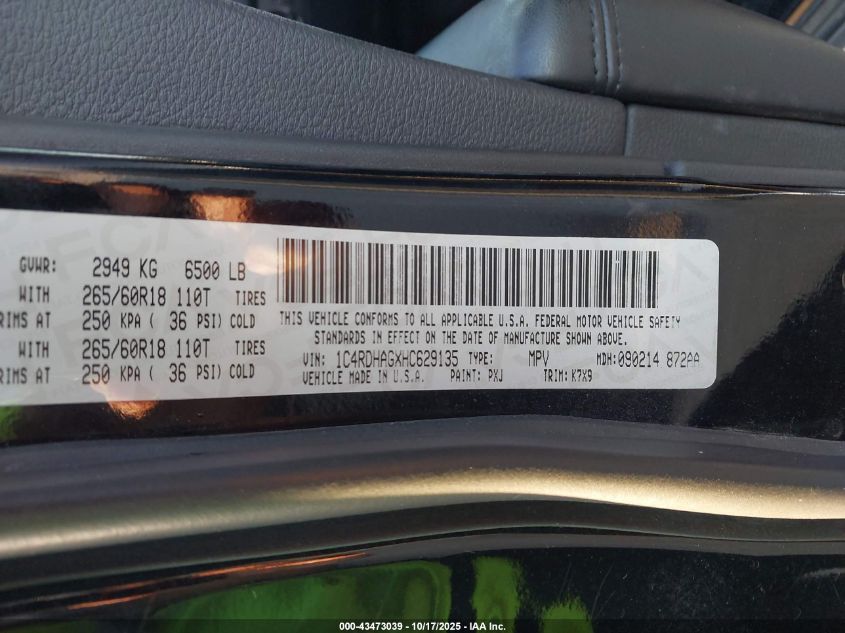 GVWR: 2949 KG 6500 LB
WITH 265/60R18 110T TIRES
RIMS AT 250 KPA ( 36 PSI) COLD
WITH 265/60R18 110T TIRES
RIMS AT 250 KPA ( 36 PSI) COLD
THIS VEHICLE CONFORMS TO ALL APPLICABLE U.S.A. FEDERAL MOTOR VEHICLE SAFETY
STANDARDS IN EFFECT ON THE DATE OF MANUFACTURE SHOWN ABOVE.
VIN: 1C4RDHAGXHC629135 TYPE: MPV MDH: 090214 872AA
VEHICLE MADE IN U.S.A. PAINT: PXJ TRIM: K7X9
000-43473039 - 10/17/2025 - IAA Inc.